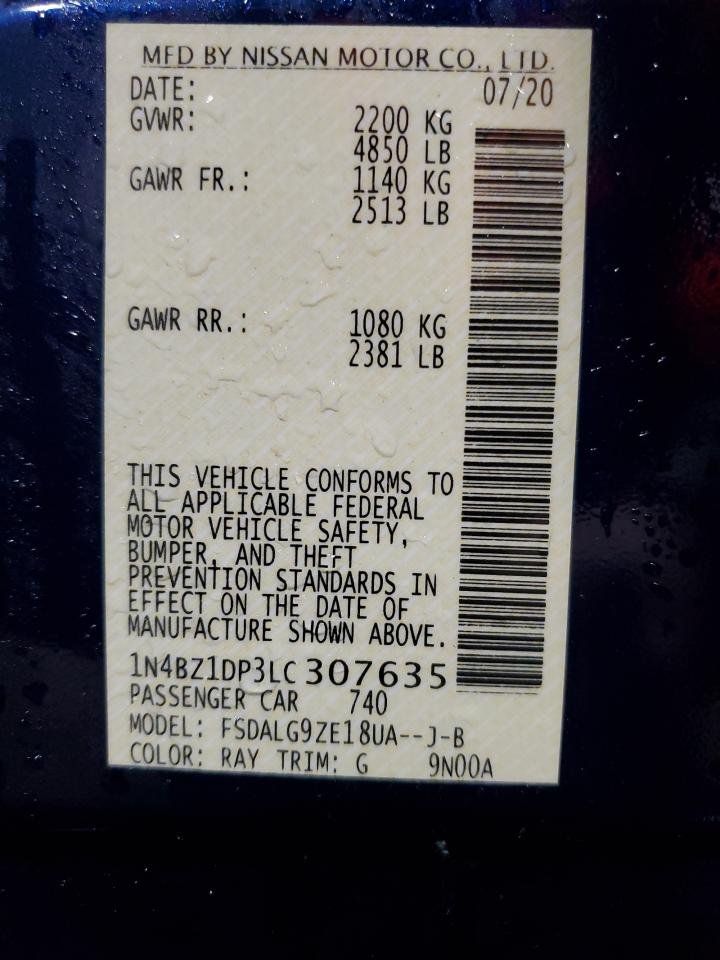 MFD BY NISSAN MOTOR CO., LTD.
DATE: 07/20
GVWR: 2200 KG
4850 LB
GAWR FR.: 1140 KG
2513 LB
GAWR RR.: 1080 KG
2381 LB
THIS VEHICLE CONFORMS TO
ALL APPLICABLE FEDERAL
MOTOR VEHICLE SAFETY,
BUMPER, AND THEFT
PREVENTION STANDARDS IN
EFFECT ON THE DATE OF
MANUFACTURE SHOWN ABOVE.
1N4BZ1DP3LC 307635
PASSENGER CAR 740
MODEL: FSDALG9ZE18UA--J-B
COLOR: RAY TRIM: G 9N00A